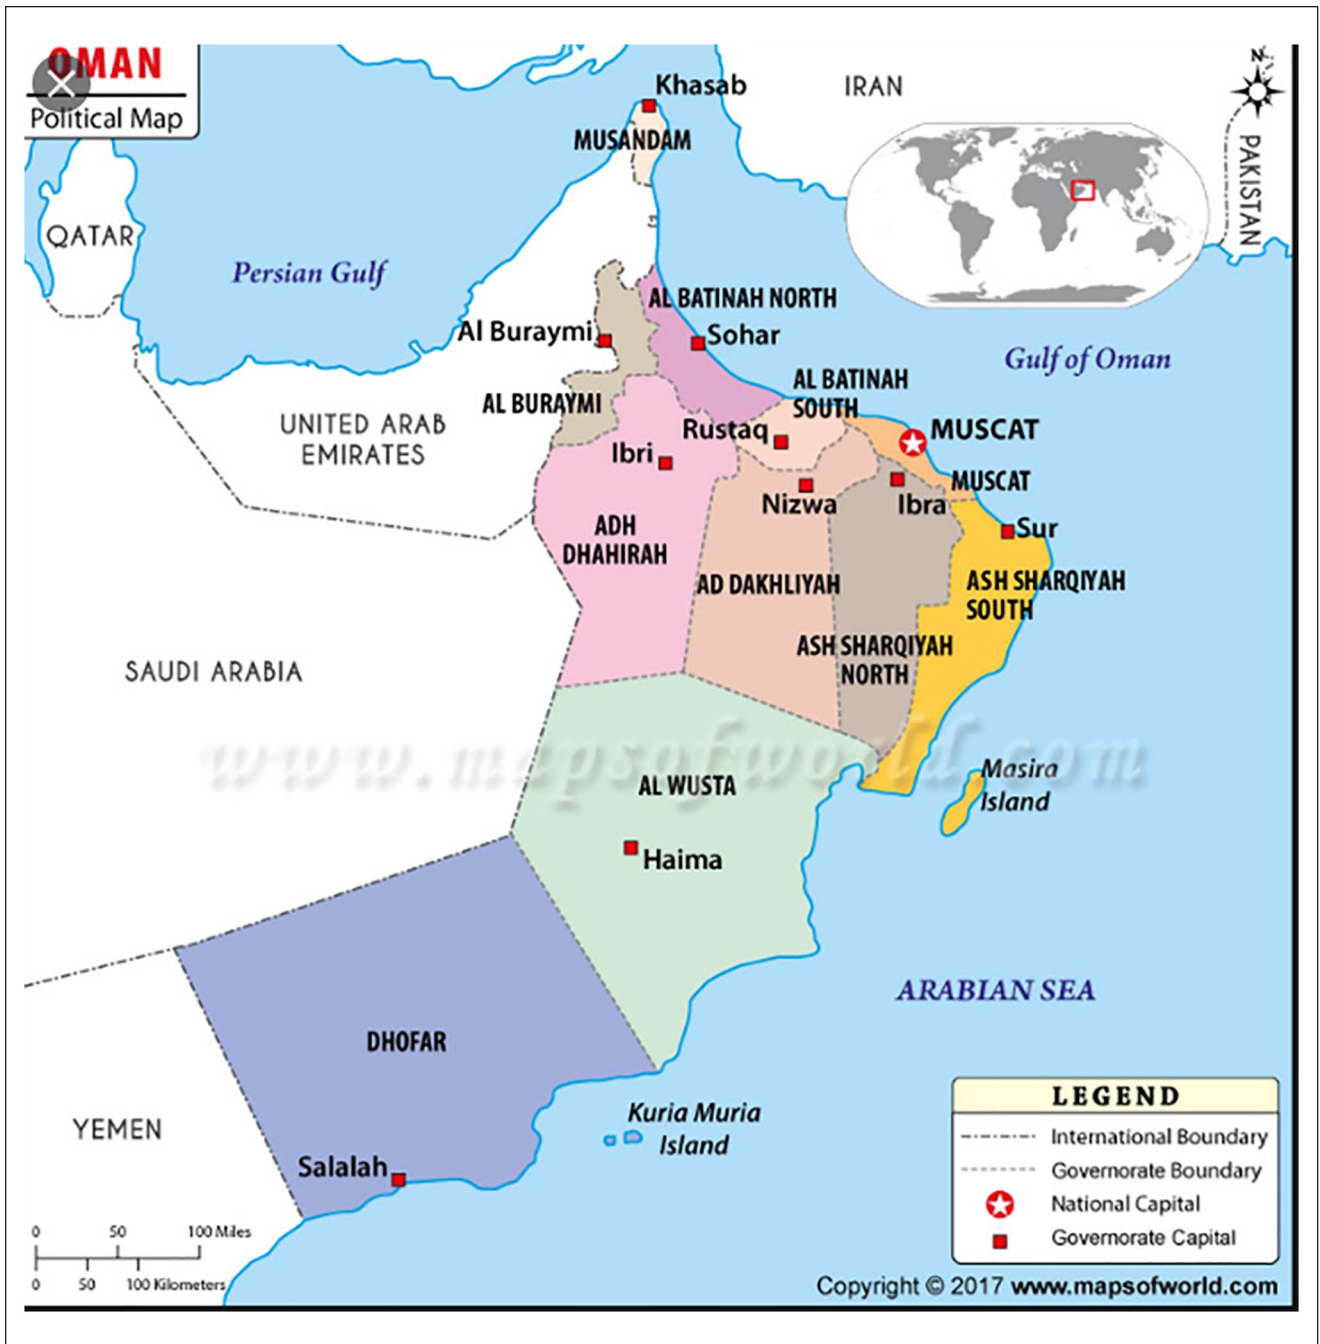 OMAN
Political Map
Khasab
MUSANDAM
IRAN
N
PAKISTAN
QATAR
Persian Gulf
AL BATINAH NORTH
Al Buraymi
Sohar
Gulf of Oman
AL BATINAH
SOUTH
AL BURAYMI
UNITED ARAB
EMIRATES
Rustaq
MUSCAT
Ibri
MUSCAT
Nizwa
Ibra
Sur
ADH
DHAHIRAH
AD DAKHLIYAH
ASH SHARQIYAH
SOUTH
ASH SHARQIYAH
NORTH
SAUDI ARABIA
www.mapsofworld.com
Masira
Island
AL WUSTA
Haima
ARABIAN SEA
DHOFAR
Kuria Muria
Island
YEMEN
Salalah
LEGEND
International Boundary
Governorate Boundary
National Capital
Governorate Capital
0 50 100 Miles
0 50 100 Kilometers
Copyright © 2017 www.mapsofworld.com